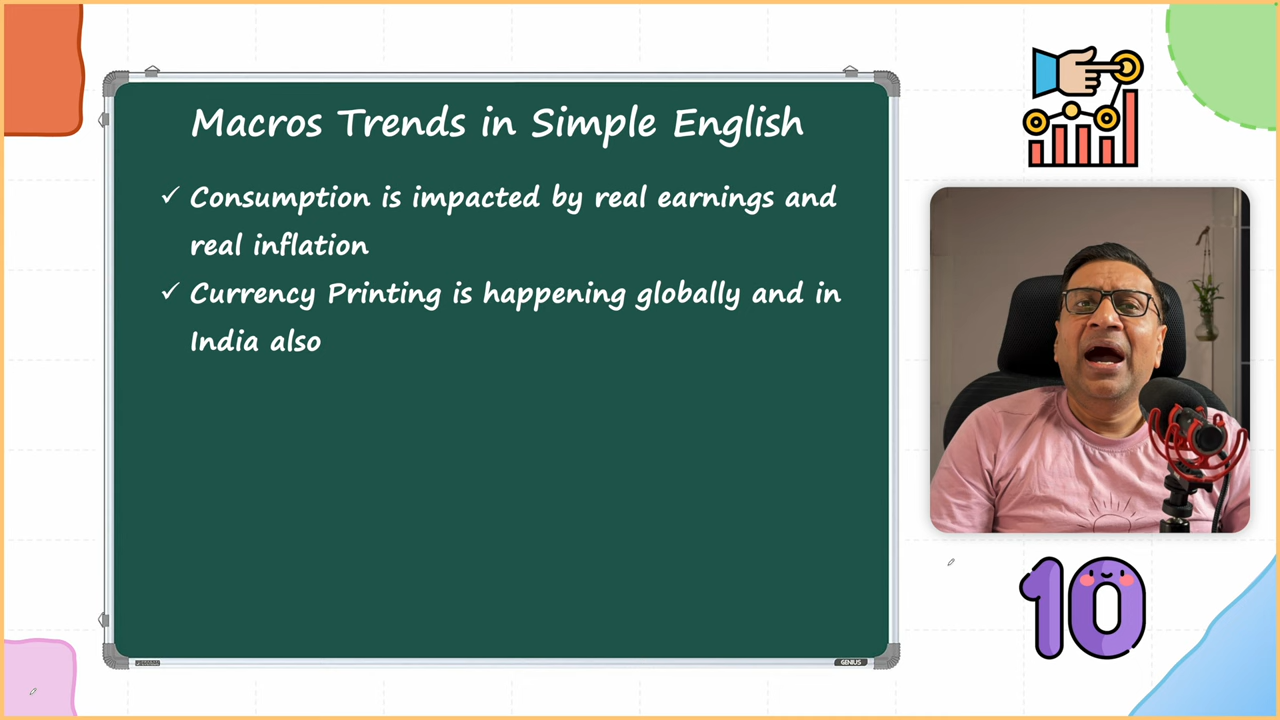 Macros Trends in Simple English
✓ Consumption is impacted by real earnings and
real inflation
✓ Currency Printing is happening globally and in
India also
GENIUS
10